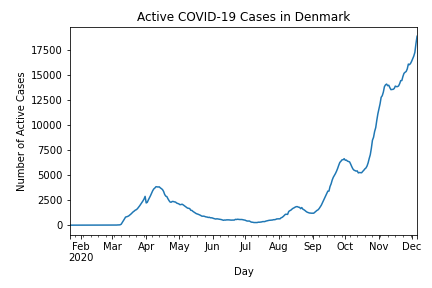 Active COVID-19 Cases in Denmark
Number of Active Cases
17500
15000
12500
10000
7500
5000
2500
0
Feb Mar Apr May Jun Jul Aug Sep Oct Nov Dec
2020
Day